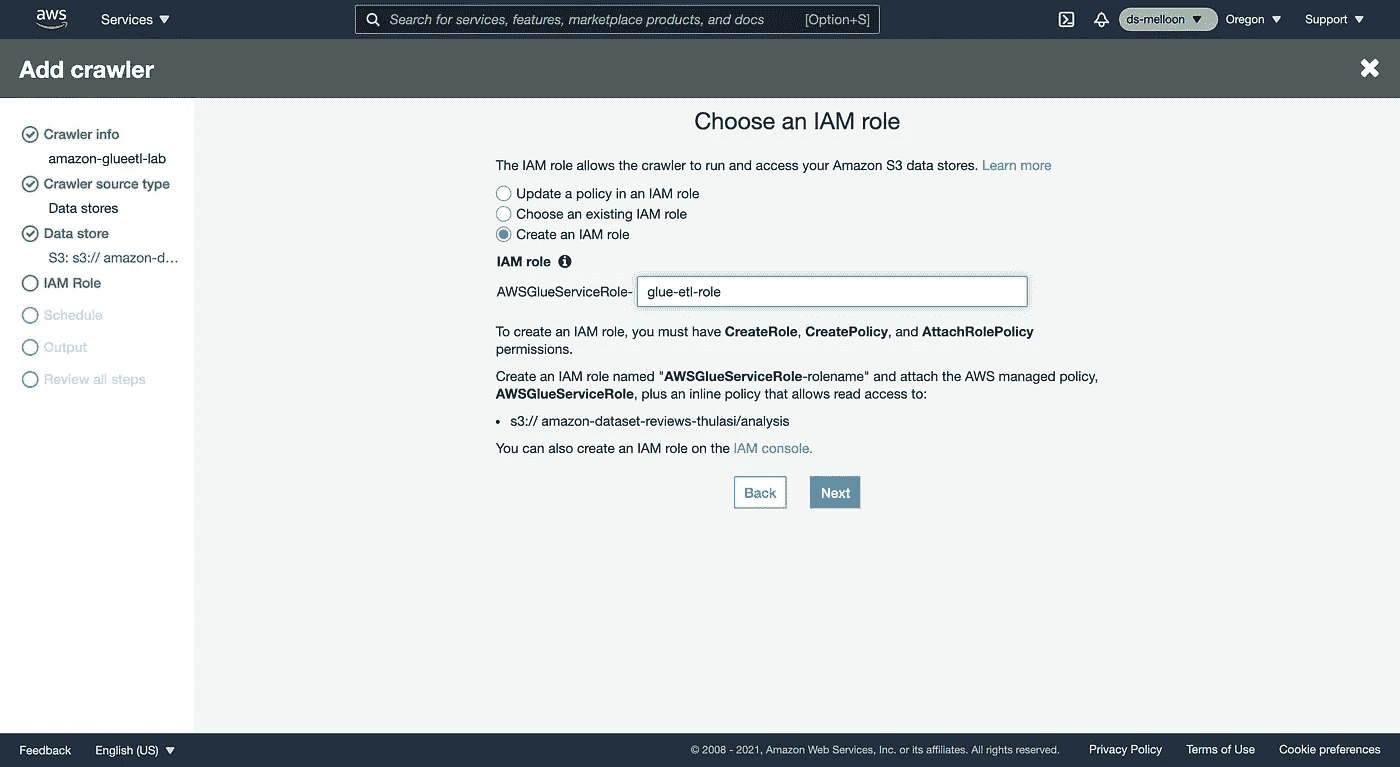 aws Services Search for services, features, marketplace products, and docs [Option+S] ds-melloon Oregon Support
Add crawler
Crawler info
amazon-glueetl-lab
Crawler source type
Data stores
Data store
S3: s3:// amazon-d...
IAM Role
Schedule
Output
Review all steps
Choose an IAM role
The IAM role allows the crawler to run and access your Amazon S3 data stores. Learn more
Update a policy in an IAM role
Choose an existing IAM role
Create an IAM role
IAM role
AWSGlueServiceRole- glue-etl-role
To create an IAM role, you must have CreateRole, CreatePolicy, and AttachRolePolicy
permissions.
Create an IAM role named "AWSGlueServiceRole-rolename" and attach the AWS managed policy,
AWSGlueServiceRole, plus an inline policy that allows read access to:
• s3:// amazon-dataset-reviews-thulasi/analysis
You can also create an IAM role on the IAM console.
Back Next
Feedback English (US) © 2008 - 2021, Amazon Web Services, Inc. or its affiliates. All rights reserved. Privacy Policy Terms of Use Cookie preferences